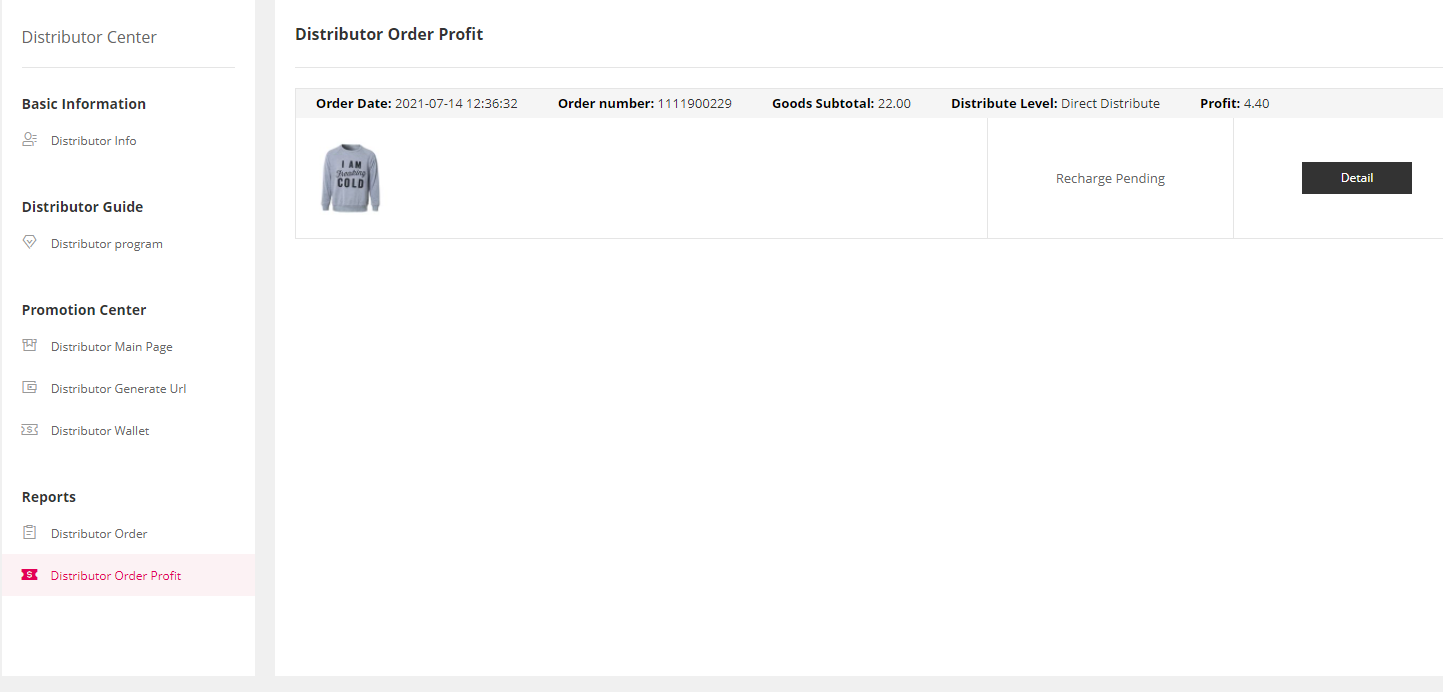 Distributor Center
Basic Information
Distributor Info
Distributor Guide
Distributor program
Promotion Center
Distributor Main Page
Distributor Generate Url
Distributor Wallet
Reports
Distributor Order
Distributor Order Profit
Distributor Order Profit
Order Date: 2021-07-14 12:36:32 Order number: 1111900229 Goods Subtotal: 22.00 Distribute Level: Direct Distribute Profit: 4.40
I AM
Freaking
COLD
Recharge Pending
Detail